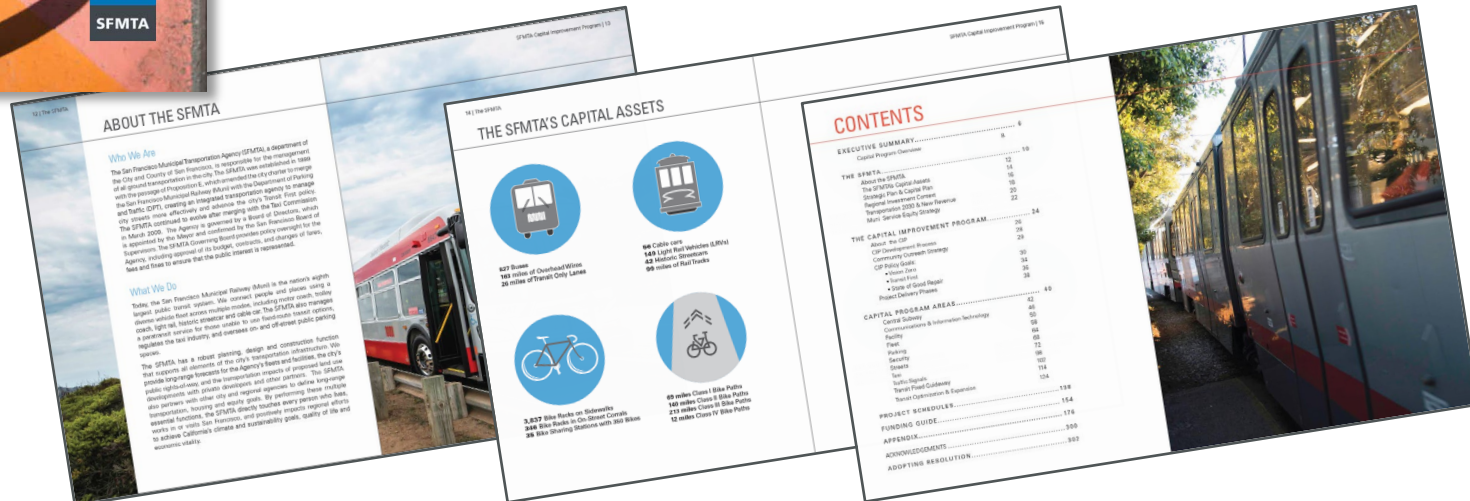 SFMTA
12 | The SFMTA
SFMTA Capital Improvement Program | 13
ABOUT THE SFMTA
Who We Are
The San Francisco Municipal Transportation Agency (SFMTA), a department of
the City and County of San Francisco, is responsible for the management
of all ground transportation in the city. The SFMTA was established in 1999
with the passage of Proposition E, which amended the city charter to merge
the San Francisco Municipal Railway (Muni) with the Department of Parking
and Traffic (DPT), creating an integrated transportation agency to manage
city streets more effectively and advance the city's Transit First policy.
The SFMTA continued to evolve after merging with the Taxi Commission
in March 2009. The Agency is governed by a Board of Directors, which
is appointed by the Mayor and confirmed by the San Francisco Board of
Supervisors. The SFMTA Governing Board provides policy oversight for the
Agency, including approval of its budget, contracts, and changes of fares,
fees and fines to ensure that the public interest is represented.
What We Do
Today, the San Francisco Municipal Railway (Muni) is the nation's eighth
largest public transit system. We connect people and places using a
diverse vehicle fleet across multiple modes, including motor coach, trolley
coach, light rail, historic streetcar and cable car. The SFMTA also manages
a paratransit service for those unable to use fixed-route transit options,
regulates the taxi industry, and oversees on- and off-street public parking
spaces.
The SFMTA has a robust planning, design and construction function
that supports all elements of the city's transportation infrastructure. We
provide long-range forecasts for the Agency's fleets and facilities, the city's
public rights-of-way, and the transportation impacts of proposed land use
developments with private developers and other partners. The SFMTA
also partners with other city and regional agencies to define long-range
transportation, housing and equity goals. By performing these multiple
essential functions, the SFMTA directly touches every person who lives,
works in or visits San Francisco, and positively impacts regional efforts
to achieve California's climate and sustainability goals, quality of life and
economic vitality.
14 | The SFMTA
SFMTA Capital Improvement Program | 15
THE SFMTA'S CAPITAL ASSETS
827 Buses
161 miles of Overhead Wires
26 miles of Transit Only Lanes
Cable cars
149 Light Rail Vehicles (LRVs)
43 Historic Streetcars
miles of Rail Tracks
3,837 Bike Racks on Sidewalks
346 Bike Racks in On-Street Corrals
35 Bike Sharing Stations with 350 Bikes
69 miles Class I Bike Paths
140 miles Class II Bike Paths
213 miles Class III Bike Paths
12 miles Class IV Bike Paths
CONTENTS
EXECUTIVE SUMMARY 6
Capital Program Overview 8
THE SFMTA 10
About the SFMTA 12
The SFMTA's Capital Assets 14
Strategic Plan & Capital Plan 16
Regional Investment Context 18
Transportation 2030 & New Revenue 20
Muni Service Equity Strategy 22
THE CAPITAL IMPROVEMENT PROGRAM 24
About the CIP 26
CIP Development Process 28
Community Outreach Strategy 29
CIP Policy Goals:
• Vision Zero 30
• Transit First 34
• State of Good Repair 36
Project Delivery Phases 38
CAPITAL PROGRAM AREAS 40
Central Subway 42
Communications & Information Technology 46
Facility 50
Fleet 58
Parking 64
Security
Streets
Taxi 98
Traffic Signals 102
Transit Fixed Guideway 114
Transit Optimization & Expansion 124
PROJECT SCHEDULES 138
FUNDING GUIDE 154
APPENDIX 176
ACKNOWLEDGEMENTS 300
ADOPTING RESOLUTION 302